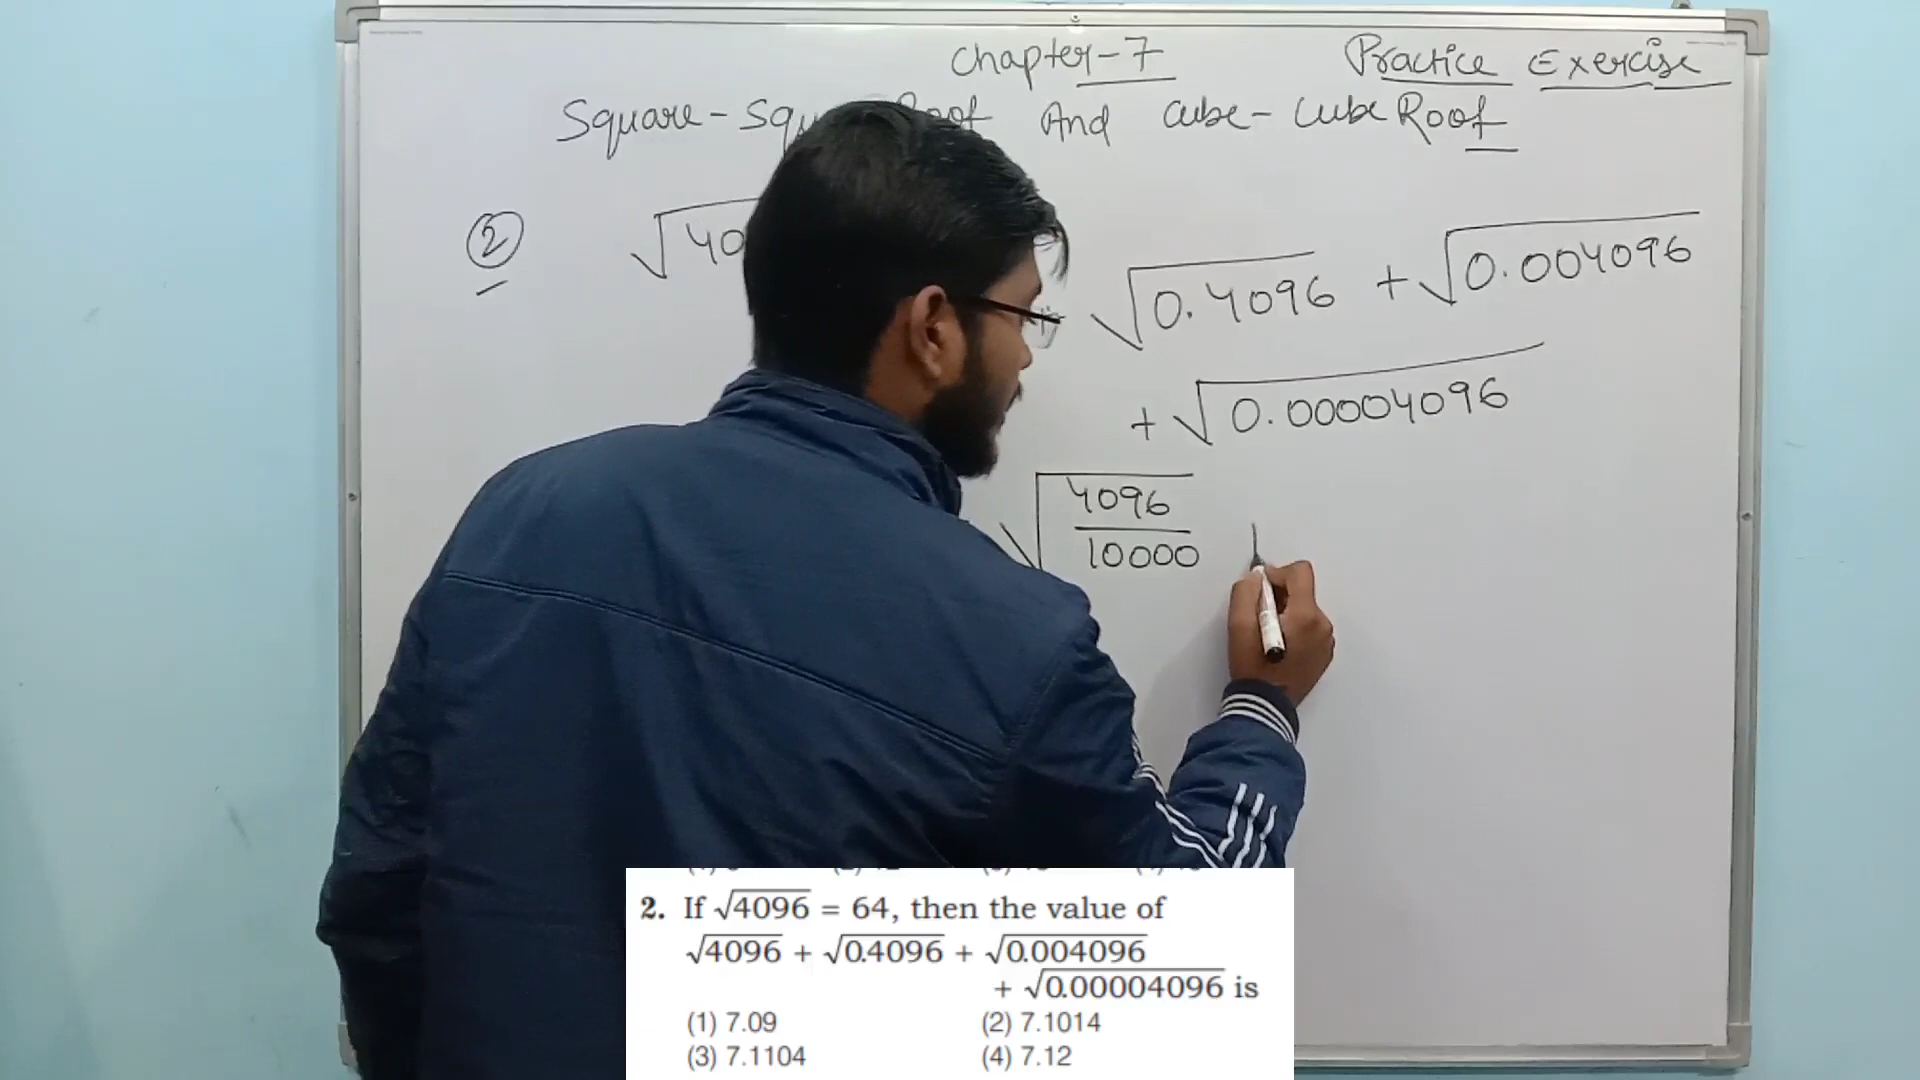 Chapter-7 Practice Exercise
Square- Root And Cube- Cube Root
② √40 √0.4096 + √0.004096
+ √0.00004096
√4096/10000
2. If √4096 = 64, then the value of
√4096 + √0.4096 + √0.004096
+ √0.00004096 is
(1) 7.09 (2) 7.1014
(3) 7.1104 (4) 7.12